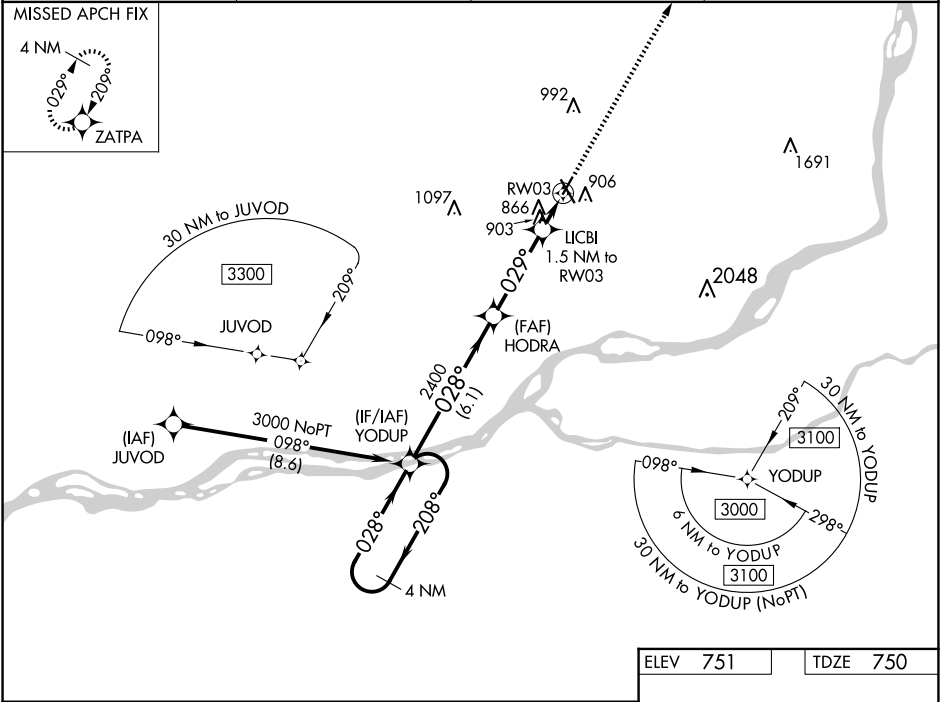 MISSED APCH FIX
4 NM
029°
209°
ZATPA
992
1691
1097
RW03
906
866
903
LICBI
1.5 NM to
RW03
30 NM to JUVOD
3300
209°
098°
JUVOD
029°
2048
(FAF)
HODRA
2400
028°
(6.1)
(IAF)
JUVOD
3000 NoPT
098°
(8.6)
(IF/IAF)
YODUP
028°
208°
4 NM
209°
30 NM to YODUP
3100
098°
YODUP
3000
298°
6 NM to YODUP
3100
30 NM to YODUP (NoPT)
ELEV 751
TDZE 750